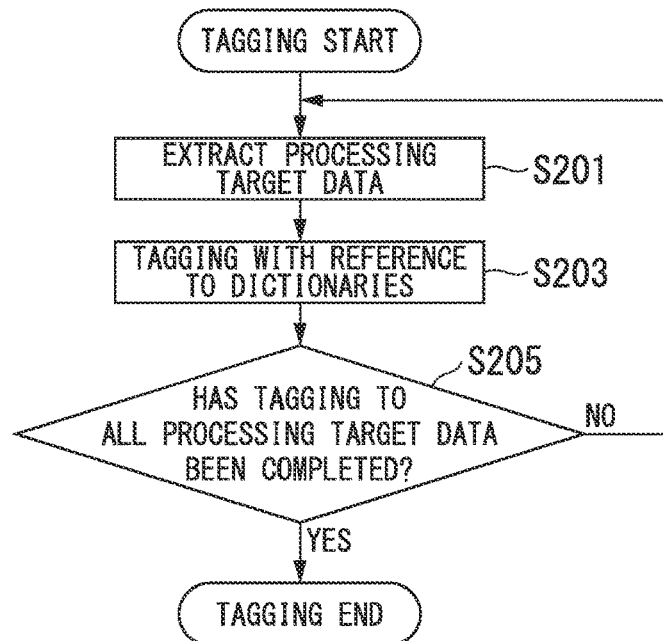 TAGGING START
EXTRACT PROCESSING
TARGET DATA
S201
TAGGING WITH REFERENCE
TO DICTIONARIES
S203
S205
HAS TAGGING TO
ALL PROCESSING TARGET DATA
BEEN COMPLETED?
NO
YES
TAGGING END